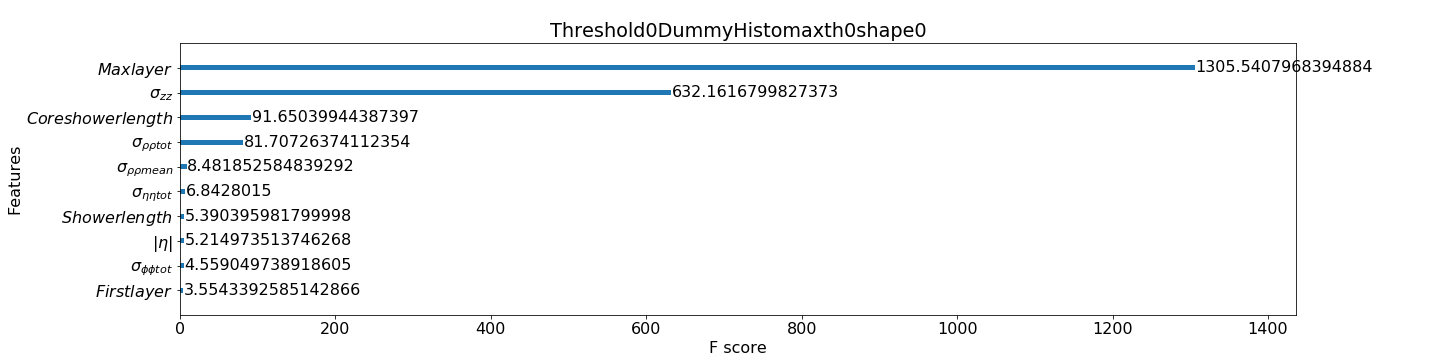 Threshold0DummyHistomaxth0shape0
Features
Maxlayer 1305.5407968394884
σzz 632.1616799827373
Coreshowerlength 91.65039944387397
σρρtot 81.70726374112354
σρρmean 8.481852584839292
σηηtot 6.8428015
Showerlength 5.390395981799998
|η| 5.214973513746268
σϕϕtot 4.559049738918605
Firstlayer 3.5543392585142866
0 200 400 600 800 1000 1200 1400
F score